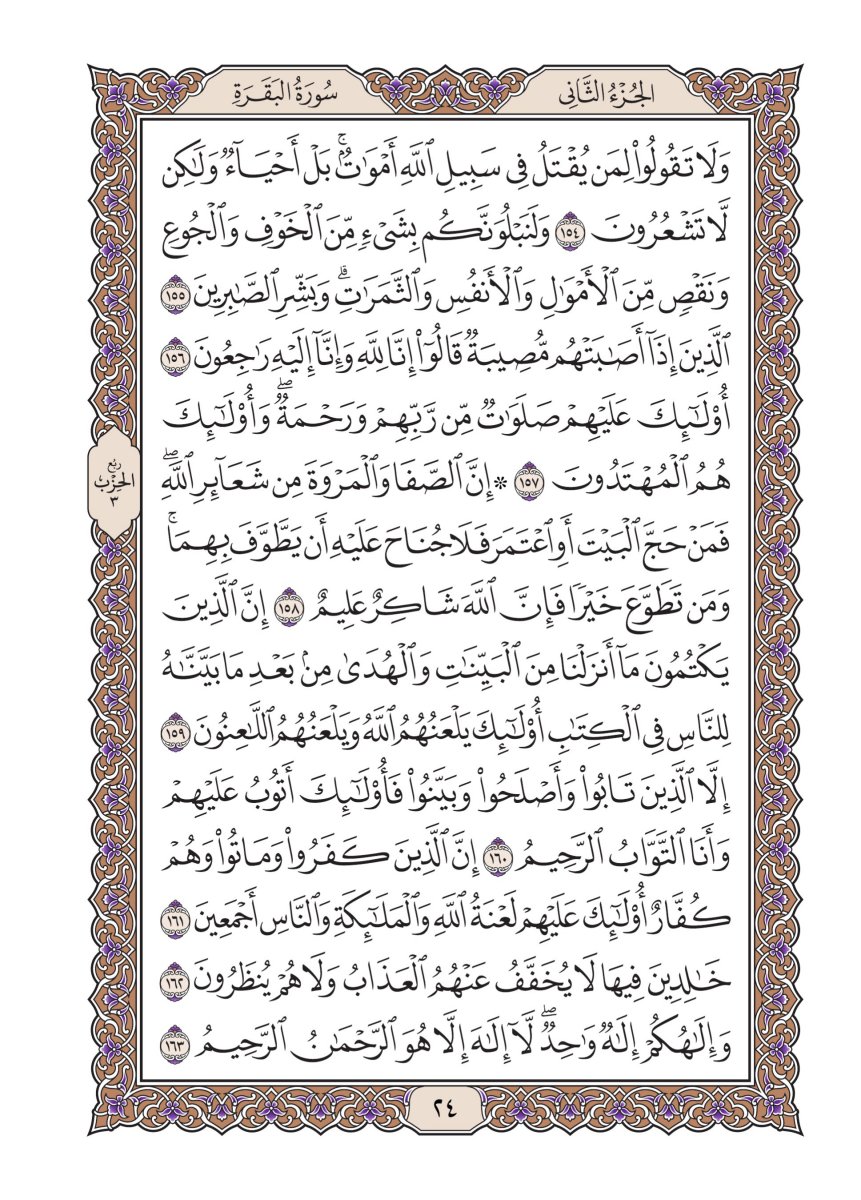 الجُزْءُ الثَّانِي
سُورَةُ البَقَرَةِ
وَلَا تَقُولُوا۟ لِمَن يُقْتَلُ فِى سَبِيلِ ٱللَّهِ أَمْوَٰتٌۢ ۚ بَلْ أَحْيَآءٌ وَلَٰكِن
لَّا تَشْعُرُونَ ١٥٤ وَلَنَبْلُوَنَّكُم بِشَىْءٍ مِّنَ ٱلْخَوْفِ وَٱلْجُوعِ
وَنَقْصٍ مِّنَ ٱلْأَمْوَٰلِ وَٱلْأَنفُسِ وَٱلثَّمَرَٰتِ ۗ وَبَشِّرِ ٱلصَّٰبِرِينَ ١٥٥
ٱلَّذِينَ إِذَآ أَصَٰبَتْهُم مُّصِيبَةٌ قَالُوٓا۟ إِنَّا لِلَّهِ وَإِنَّآ إِلَيْهِ رَٰجِعُونَ ١٥٦
أُو۟لَٰٓئِكَ عَلَيْهِمْ صَلَوَٰتٌ مِّن رَّبِّهِمْ وَرَحْمَةٌ ۖ وَأُو۟لَٰٓئِكَ
هُمُ ٱلْمُهْتَدُونَ ١٥٧ ۞ إِنَّ ٱلصَّفَا وَٱلْمَرْوَةَ مِن شَعَآئِرِ ٱللَّهِ ۖ
فَمَنْ حَجَّ ٱلْبَيْتَ أَوِ ٱعْتَمَرَ فَلَا جُنَاحَ عَلَيْهِ أَن يَطَّوَّفَ بِهِمَا ۚ
وَمَن تَطَوَّعَ خَيْرًا فَإِنَّ ٱللَّهَ شَاكِرٌ عَلِيمٌ ١٥٨ إِنَّ ٱلَّذِينَ
يَكْتُمُونَ مَآ أَنزَلْنَا مِنَ ٱلْبَيِّنَٰتِ وَٱلْهُدَىٰ مِنۢ بَعْدِ مَا بَيَّنَّٰهُ
لِلنَّاسِ فِى ٱلْكِتَٰبِ أُو۟لَٰٓئِكَ يَلْعَنُهُمُ ٱللَّهُ وَيَلْعَنُهُمُ ٱللَّٰعِنُونَ ١٥٩
إِلَّا ٱلَّذِينَ تَابُوا۟ وَأَصْلَحُوا۟ وَبَيَّنُوا۟ فَأُو۟لَٰٓئِكَ أَتُوبُ عَلَيْهِمْ
وَأَنَا ٱلتَّوَّابُ ٱلرَّحِيمُ ١٦٠ إِنَّ ٱلَّذِينَ كَفَرُوا۟ وَمَاتُوا۟ وَهُمْ
كُفَّارٌ أُو۟لَٰٓئِكَ عَلَيْهِمْ لَعْنَةُ ٱللَّهِ وَٱلْمَلَٰٓئِكَةِ وَٱلنَّاسِ أَجْمَعِينَ ١٦١
خَٰلِدِينَ فِيهَا لَا يُخَفَّفُ عَنْهُمُ ٱلْعَذَابُ وَلَا هُمْ يُنظَرُونَ ١٦٢
وَإِلَٰهُكُمْ إِلَٰهٌ وَٰحِدٌ ۖ لَّآ إِلَٰهَ إِلَّا هُوَ ٱلرَّحْمَٰنُ ٱلرَّحِيمُ ١٦٣
رُبْع
الحِزْبِ
٣
٢٤